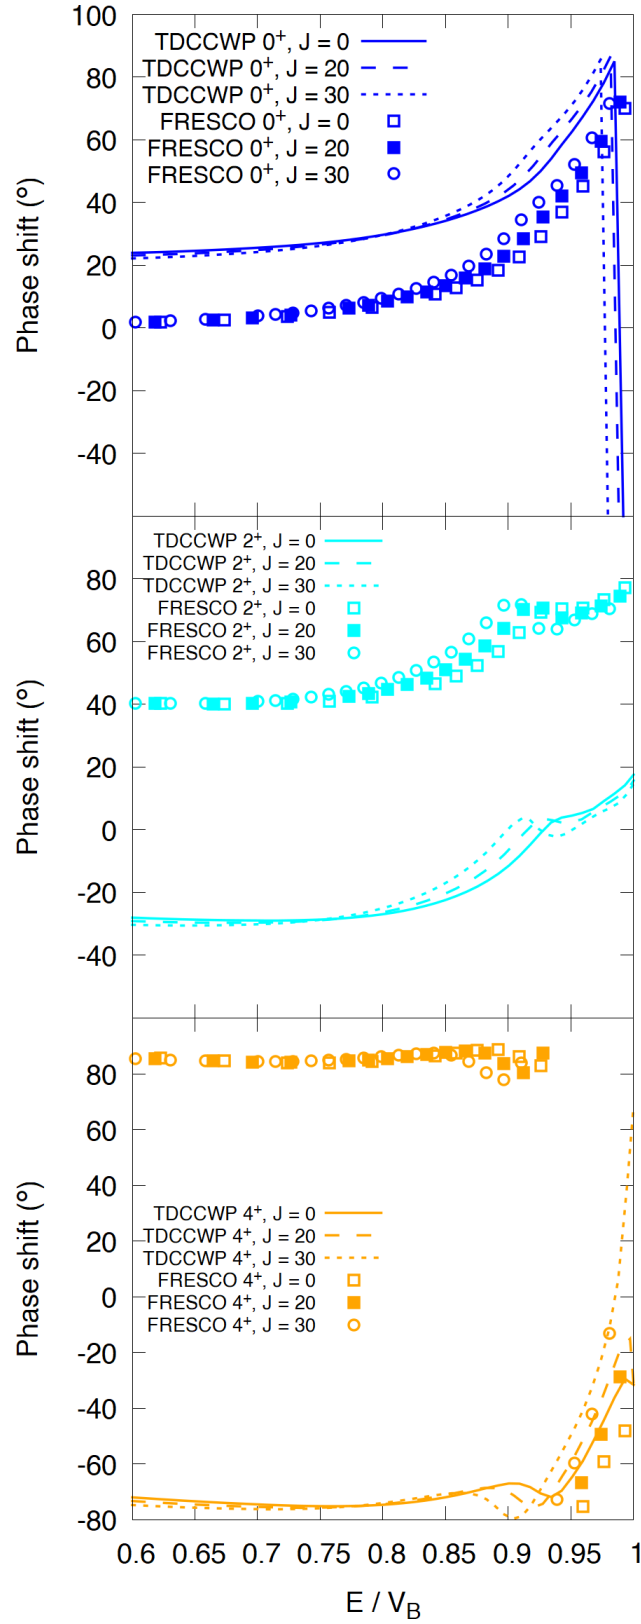 100
80
60
40
20
0
-20
-40
Phase shift (°)
TDCCWP 0⁺, J = 0
TDCCWP 0⁺, J = 20
TDCCWP 0⁺, J = 30
FRESCO 0⁺, J = 0
FRESCO 0⁺, J = 20
FRESCO 0⁺, J = 30
80
60
40
20
0
-20
-40
Phase shift (°)
TDCCWP 2⁺, J = 0
TDCCWP 2⁺, J = 20
TDCCWP 2⁺, J = 30
FRESCO 2⁺, J = 0
FRESCO 2⁺, J = 20
FRESCO 2⁺, J = 30
80
60
40
20
0
-20
-40
-60
-80
Phase shift (°)
TDCCWP 4⁺, J = 0
TDCCWP 4⁺, J = 20
TDCCWP 4⁺, J = 30
FRESCO 4⁺, J = 0
FRESCO 4⁺, J = 20
FRESCO 4⁺, J = 30
0.6 0.65 0.7 0.75 0.8 0.85 0.9 0.95 1
E / V_B